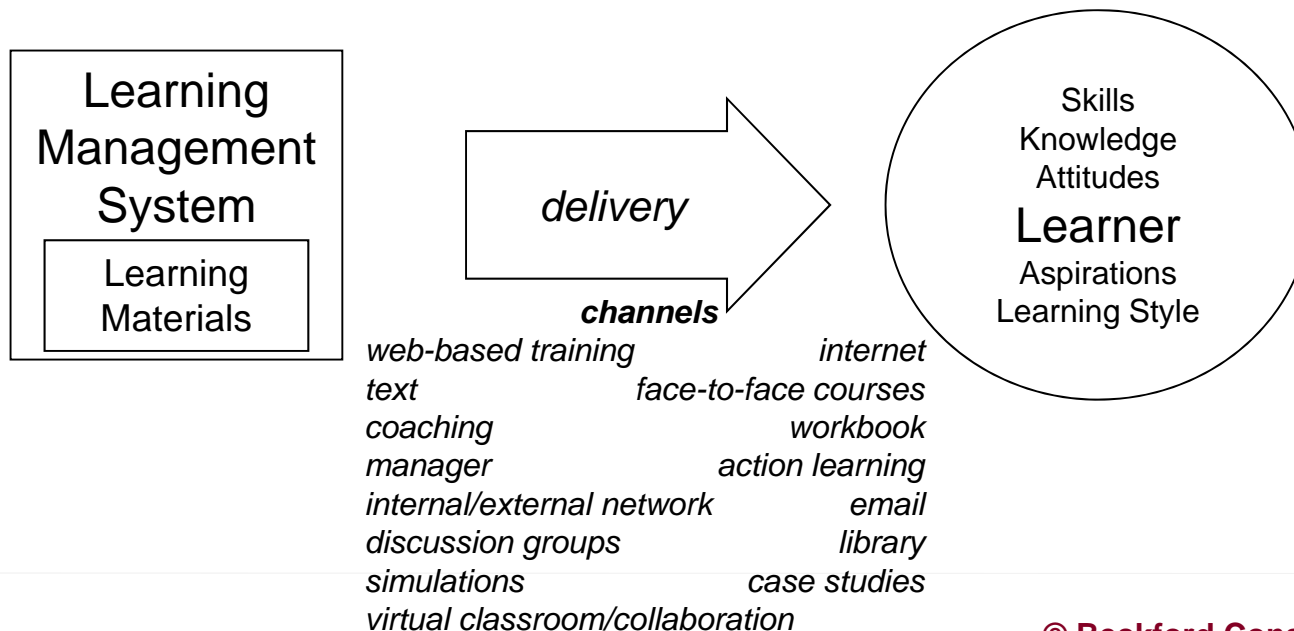 Learning
Management
System
Learning
Materials
delivery
channels
web-based training internet
text face-to-face courses
coaching workbook
manager action learning
internal/external network email
discussion groups library
simulations case studies
virtual classroom/collaboration
Skills
Knowledge
Attitudes
Learner
Aspirations
Learning Style
©